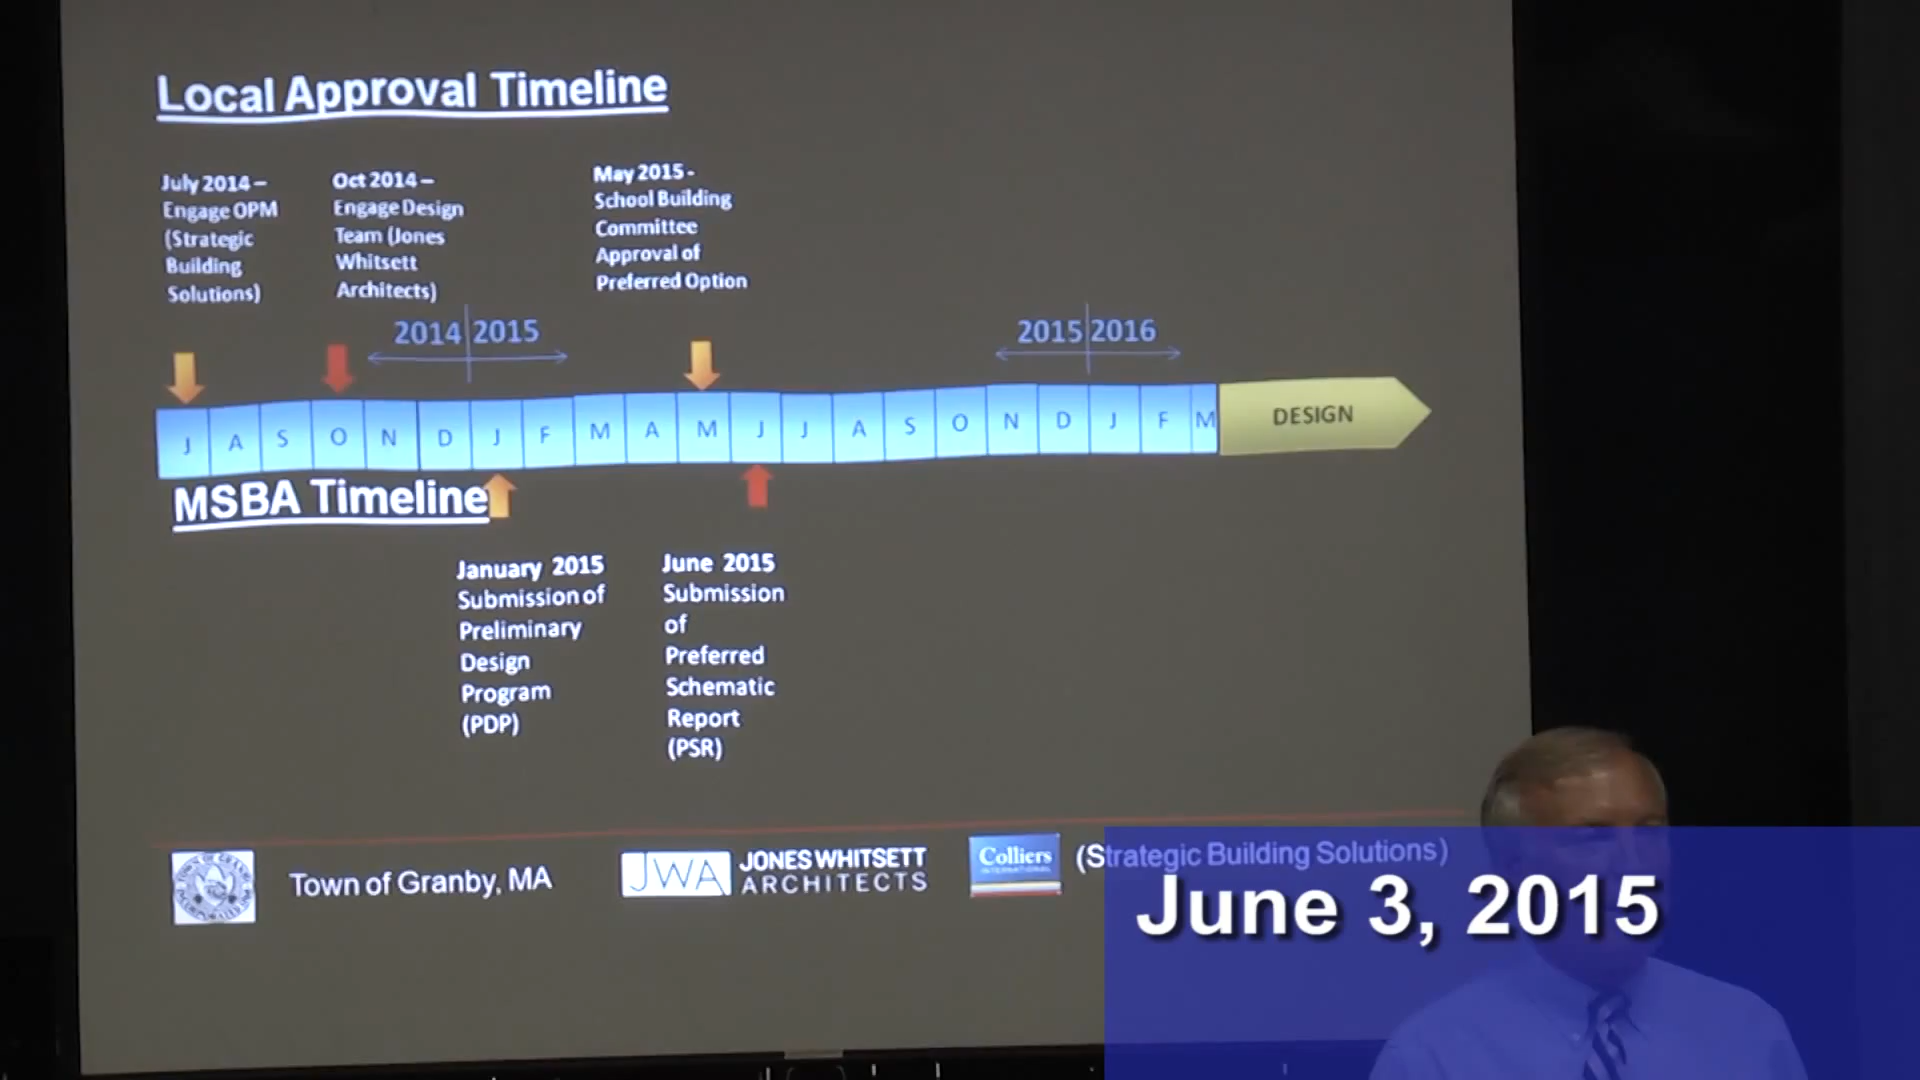 Local Approval Timeline
July 2014 –
Engage OPM
(Strategic
Building
Solutions)
Oct 2014 –
Engage Design
Team (Jones
Whitsett
Architects)
May 2015 -
School Building
Committee
Approval of
Preferred Option
2014 2015
2015 2016
J A S O N D J F M A M J J A S O N D J F M
DESIGN
MSBA Timeline
January 2015
Submission of
Preliminary
Design
Program
(PDP)
June 2015
Submission
of
Preferred
Schematic
Report
(PSR)
Town of Granby, MA
JWA
JONES WHITSETT
ARCHITECTS
Colliers
INTERNATIONAL
(Strategic Building Solutions)
June 3, 2015